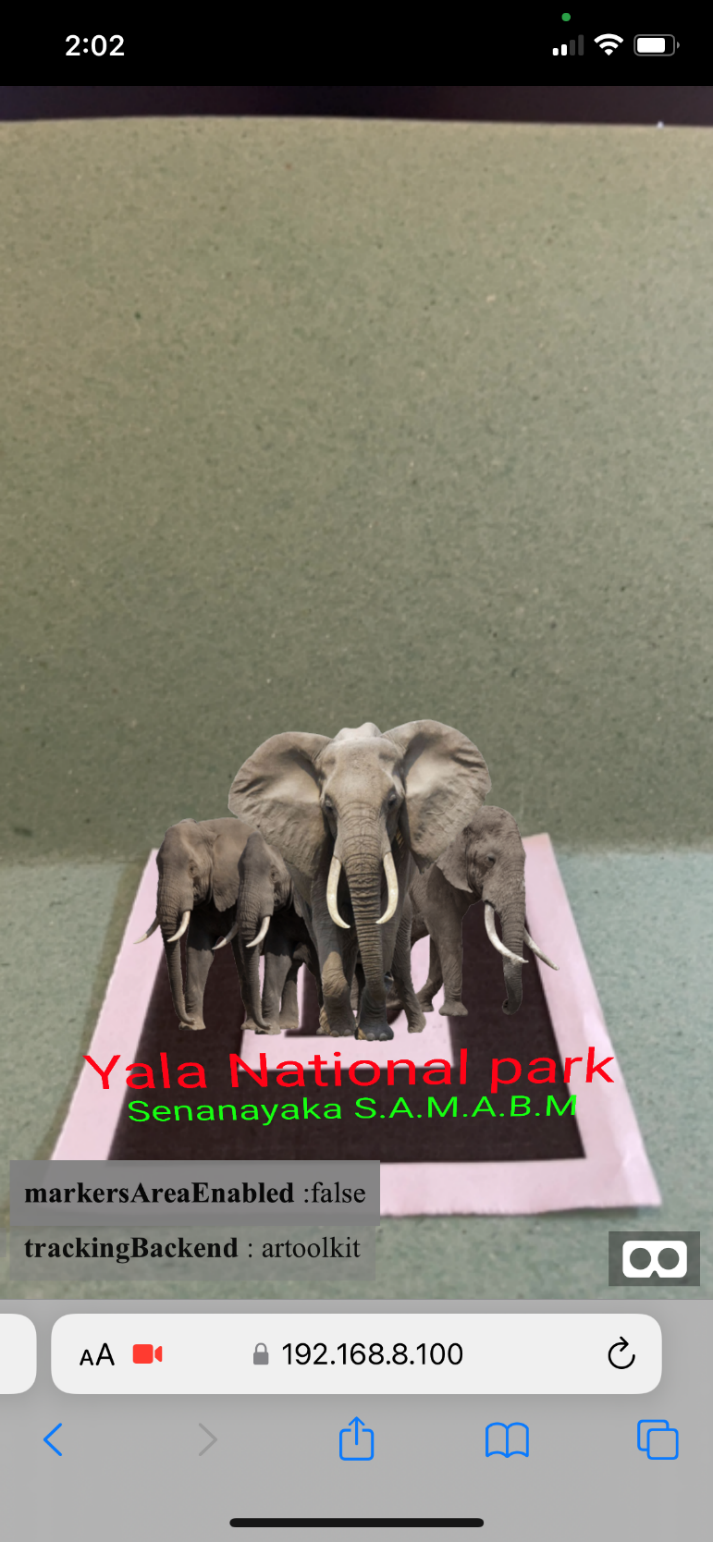 2:02
Yala National park
Senanayaka S.A.M.A.B.M
markersAreaEnabled :false
trackingBackend : artoolkit
AA 192.168.8.100